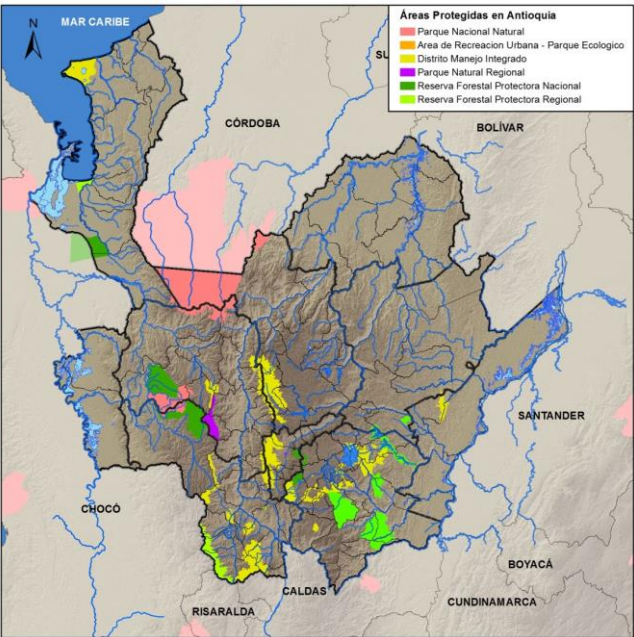 MAR CARIBE
N
Áreas Protegidas en Antioquia
Parque Nacional Natural
Area de Recreacion Urbana - Parque Ecologico
Distrito Manejo Integrado
Parque Natural Regional
Reserva Forestal Protectora Nacional
Reserva Forestal Protectora Regional
SU
CÓRDOBA
BOLÍVAR
SANTANDER
CHOCÓ
BOYACÁ
CALDAS
CUNDINAMARCA
RISARALDA